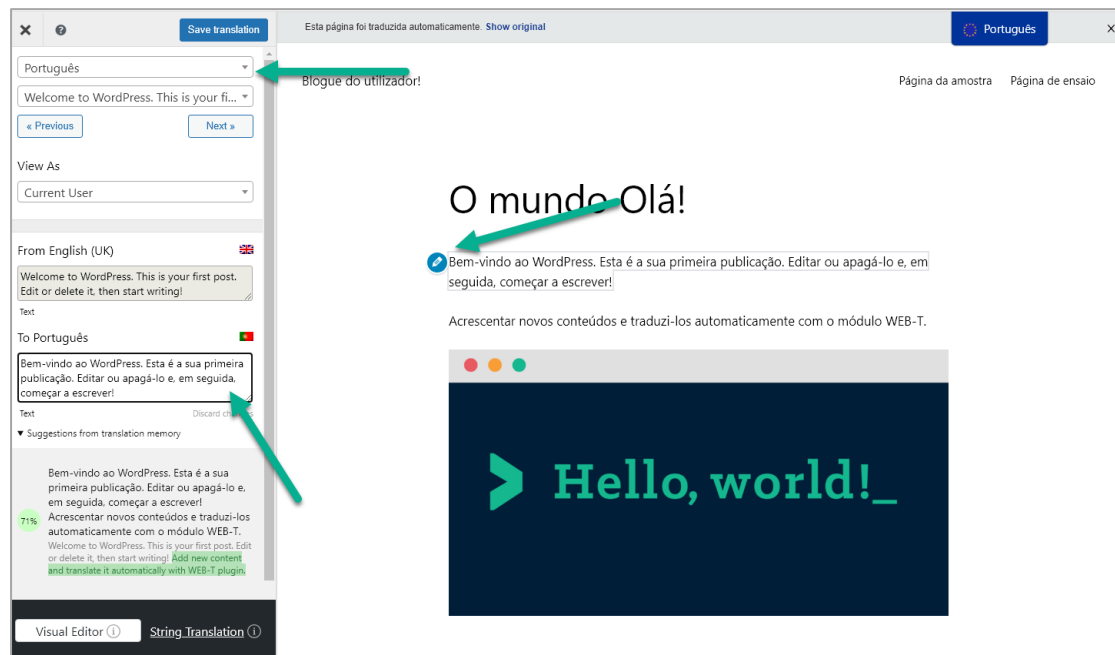 Save translation
Português
Welcome to WordPress. This is your fi...
« Previous
Next »
View As
Current User
From English (UK)
Welcome to WordPress. This is your first post.
Edit or delete it, then start writing!
Text
To Português
Bem-vindo ao WordPress. Esta é a sua primeira
publicação. Editar ou apagá-lo e, em seguida,
começar a escrever!
Text
Discard changes
▼ Suggestions from translation memory
71%
Bem-vindo ao WordPress. Esta é a sua
primeira publicação. Editar ou apagá-lo e,
em seguida, começar a escrever!
Acrescentar novos conteúdos e traduzi-los
automaticamente com o módulo WEB-T.
Welcome to WordPress. This is your first post. Edit
or delete it, then start writing! Add new content
and translate it automatically with WEB-T plugin.
Visual Editor
String Translation
Esta página foi traduzida automaticamente. Show original
Português
Blogue do utilizador!
Página da amostra
Página de ensaio
O mundo Olá!
Bem-vindo ao WordPress. Esta é a sua primeira publicação. Editar ou apagá-lo e, em
seguida, começar a escrever!
Acrescentar novos conteúdos e traduzi-los automaticamente com o módulo WEB-T.
> Hello, world!_